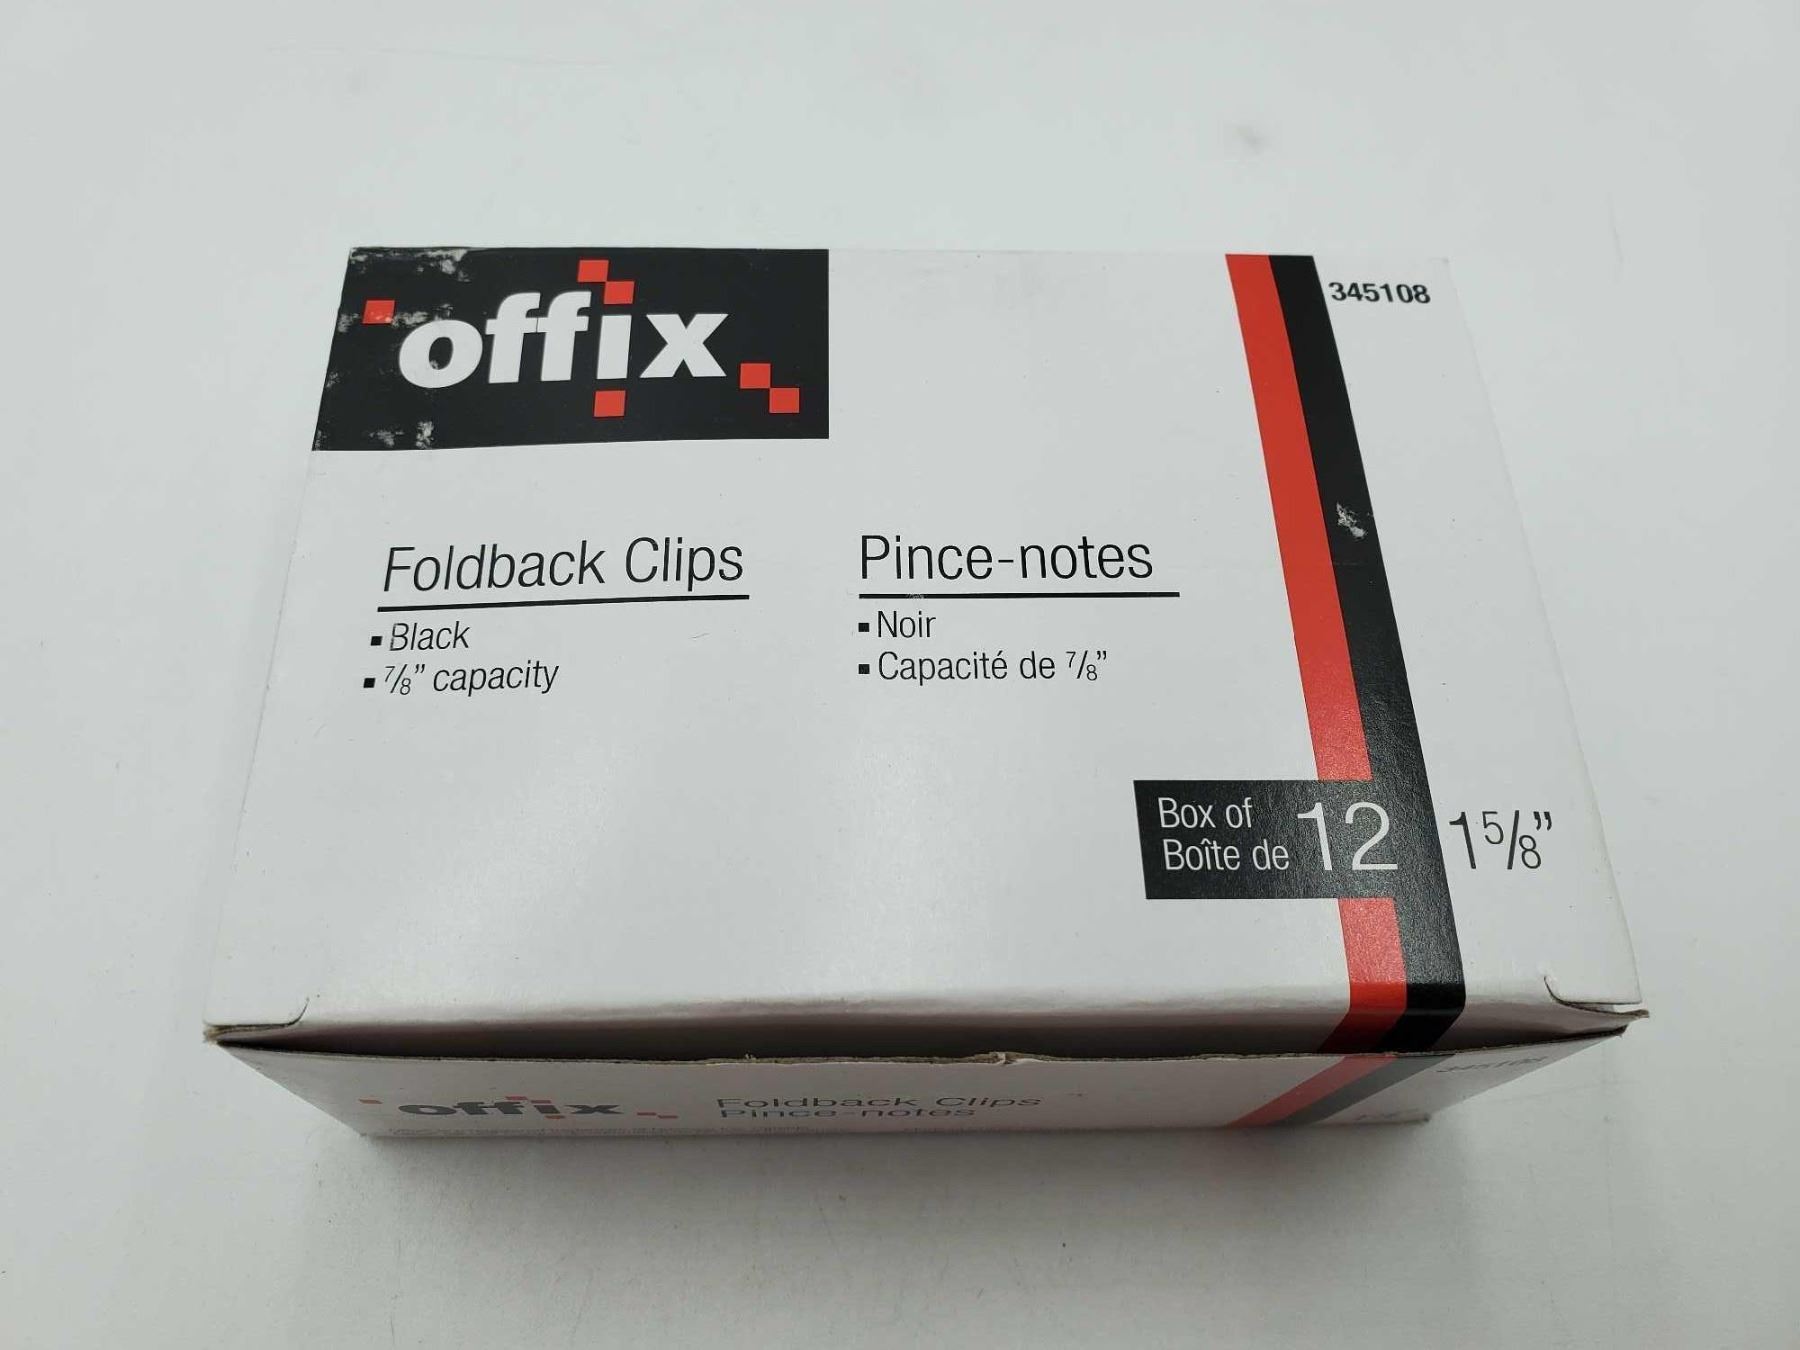 offix
345108
Foldback Clips
▪ Black
▪ 7/8” capacity
Pince-notes
▪ Noir
▪ Capacité de 7/8”
Box of
Boîte de
12
1 5/8”
offix
Foldback Clips
Pince-notes
345108